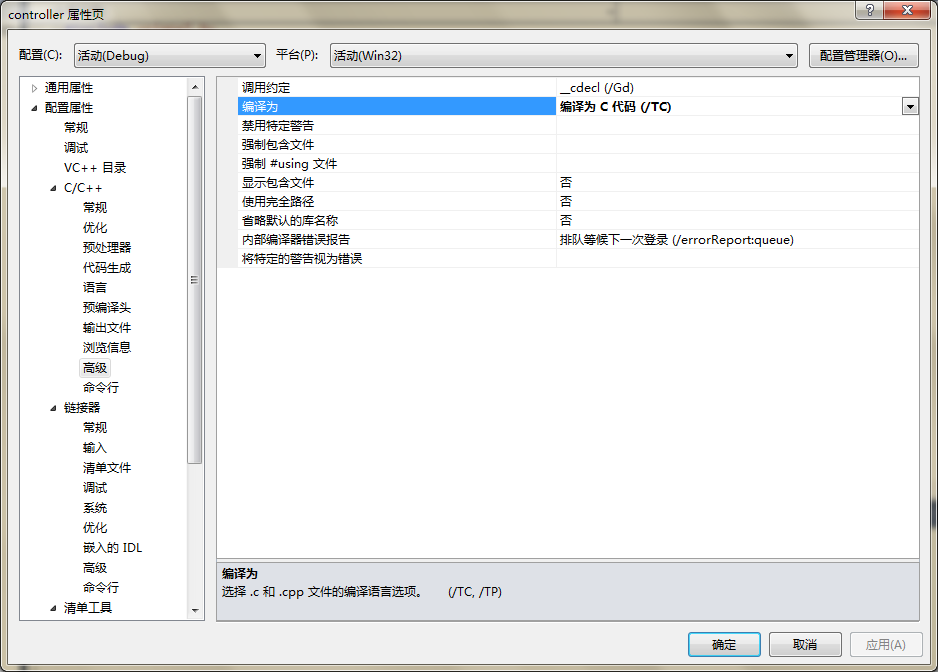 controller 属性页
配置(C): 活动(Debug) 平台(P): 活动(Win32) 配置管理器(O)...
通用属性
配置属性
常规
调试
VC++ 目录
C/C++
常规
优化
预处理器
代码生成
语言
预编译头
输出文件
浏览信息
高级
命令行
链接器
常规
输入
清单文件
调试
系统
优化
嵌入的 IDL
高级
命令行
清单工具
调用约定 __cdecl (/Gd)
编译为 编译为 C 代码 (/TC)
禁用特定警告
强制包含文件
强制 #using 文件
显示包含文件 否
使用完全路径 否
省略默认的库名称 否
内部编译器错误报告 排队等候下一次登录 (/errorReport:queue)
将特定的警告视为错误
编译为
选择 .c 和 .cpp 文件的编译语言选项。 (/TC, /TP)
确定 取消 应用(A)